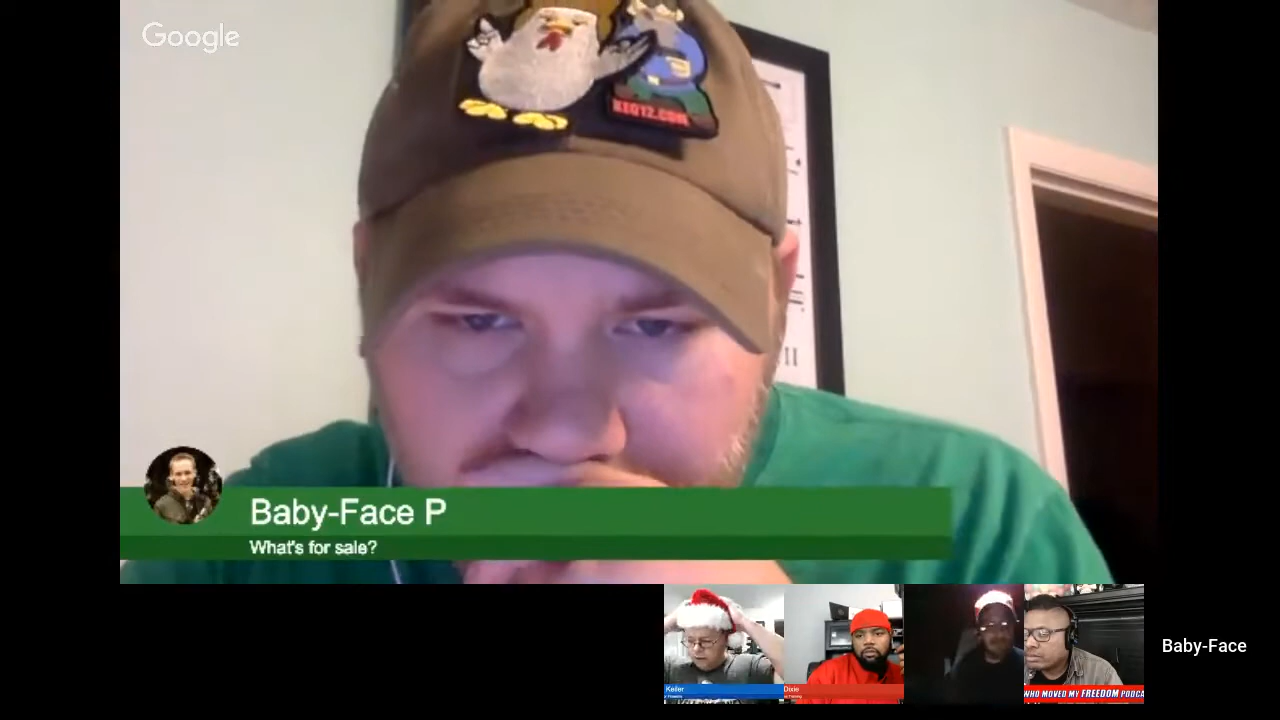 Google
KEQ12.COM
Baby-Face P
What's for sale?
Baby-Face
Keller
Dixie
WHO MOVED MY FREEDOM PODCA